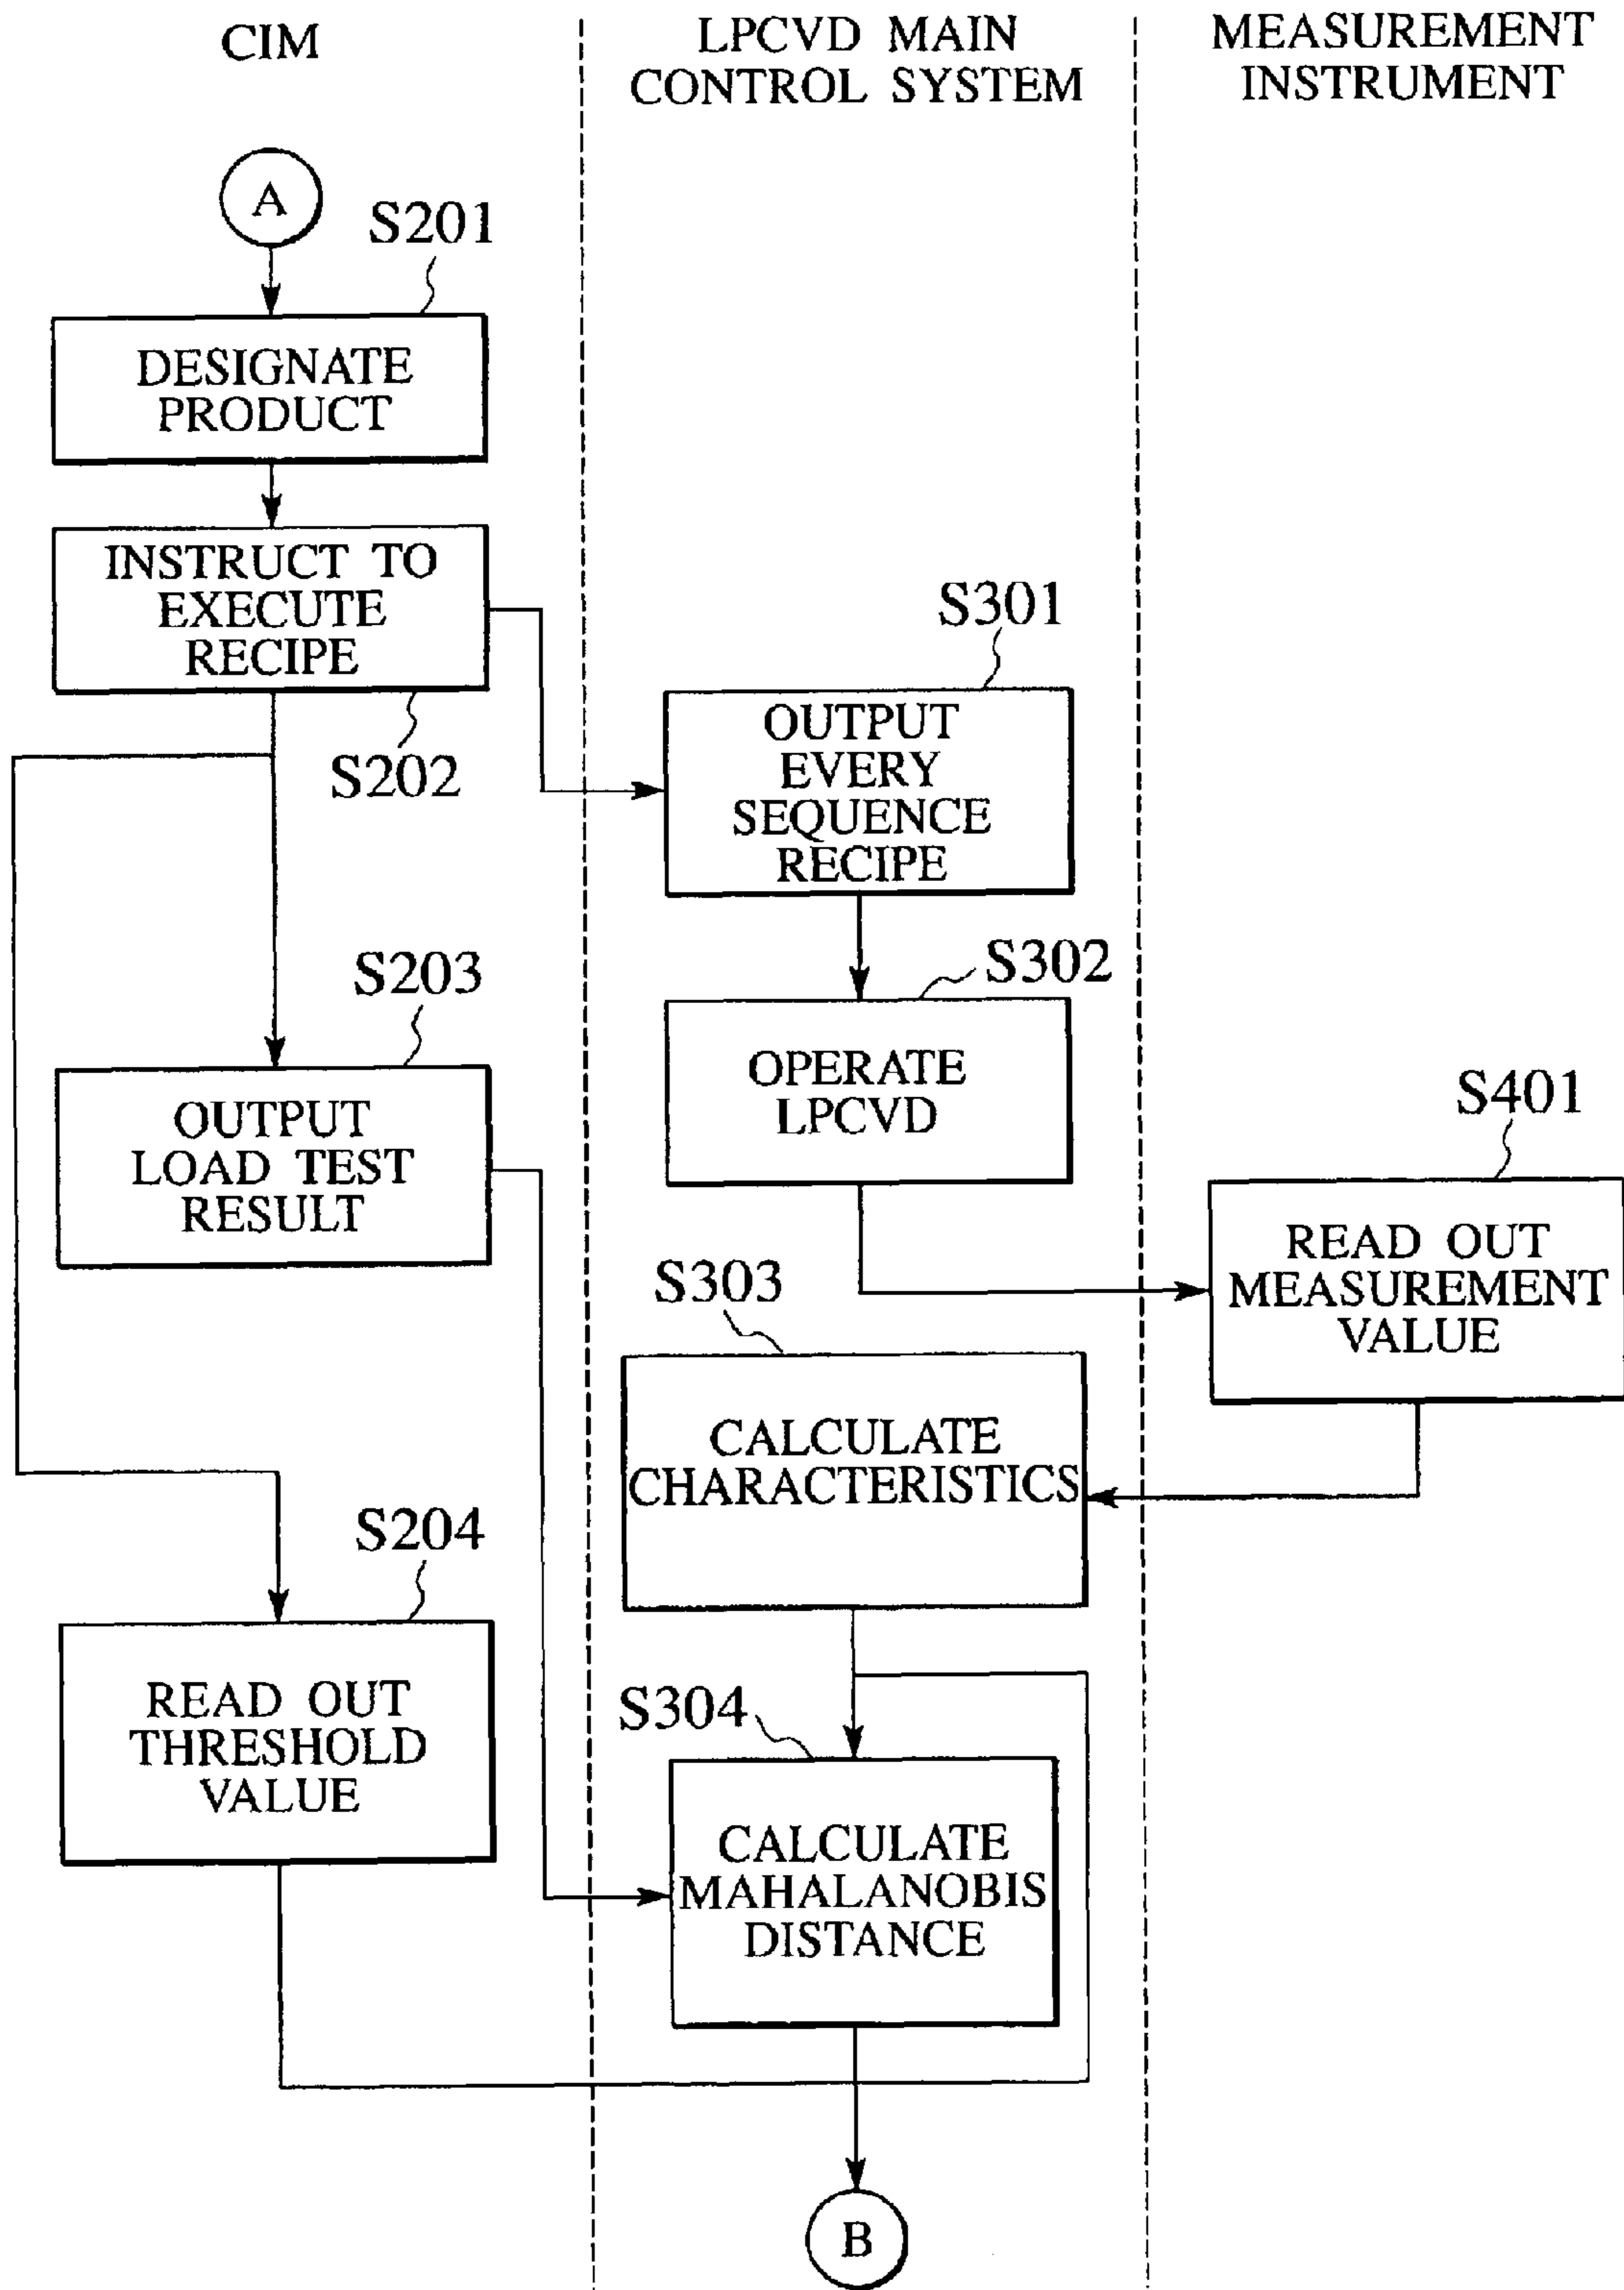 CIM
LPCVD MAIN
CONTROL SYSTEM
MEASUREMENT
INSTRUMENT
A
S201
DESIGNATE
PRODUCT
INSTRUCT TO
EXECUTE
RECIPE
S202
S301
OUTPUT
EVERY
SEQUENCE
RECIPE
S302
OPERATE
LPCVD
S203
OUTPUT
LOAD TEST
RESULT
S401
READ OUT
MEASUREMENT
VALUE
S303
CALCULATE
CHARACTERISTICS
S204
READ OUT
THRESHOLD
VALUE
S304
CALCULATE
MAHALANOBIS
DISTANCE
B